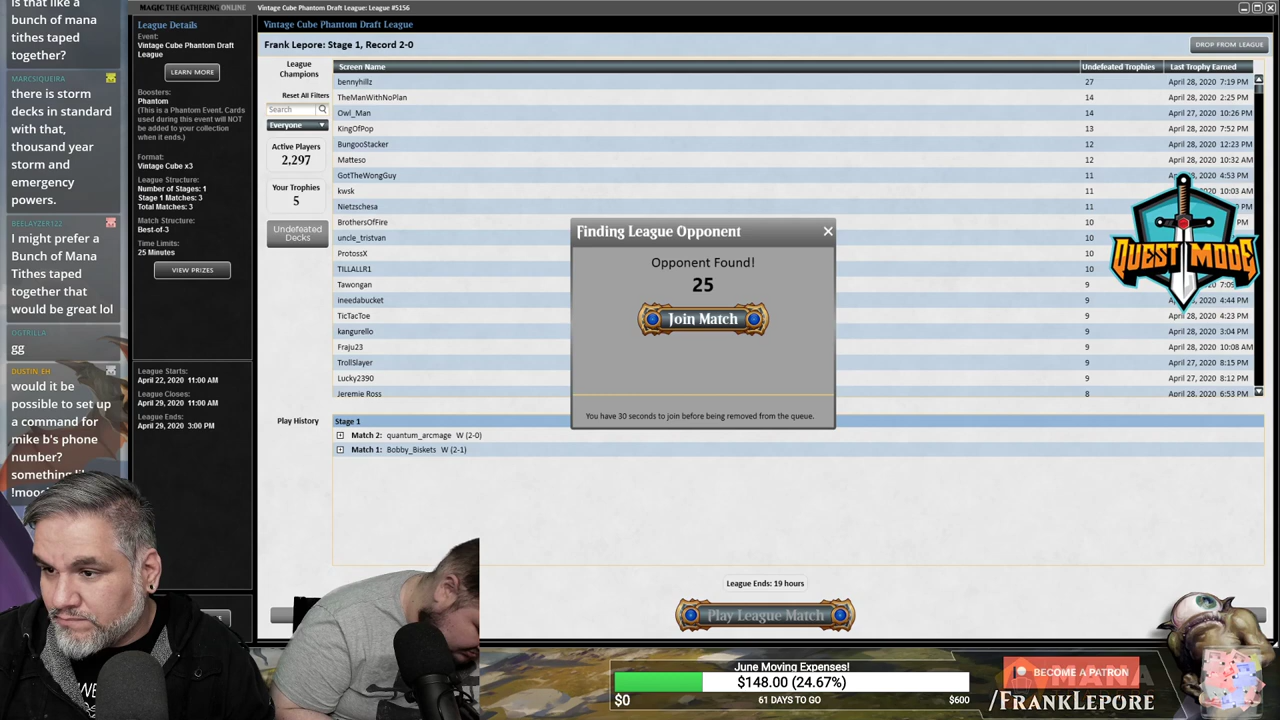 is that like a
bunch of mana
tithes taped
together?
MARCSIQUEIRA
there is storm
decks in standard
with that,
thousand year
storm and
emergency
powers.
BEELAYZER122
I might prefer a
Bunch of Mana
Tithes taped
together that
would be great lol
OGTRILLA
gg
DUSTIN_EH
would it be
possible to set up
a command for
mike b's phone
number?
MAGIC THE GATHERING ONLINE
Vintage Cube Phantom Draft League: League #5156
League Details
Event:
Vintage Cube Phantom Draft
League
LEARN MORE
Boosters:
Phantom
(This is a Phantom Event. Cards
used during this event will NOT
be added to your collection
when it ends.)
Format:
Vintage Cube x3
League Structure:
Number of Stages: 1
Stage 1 Matches: 3
Total Matches: 3
Match Structure:
Best-of-3
Time Limits:
25 Minutes
VIEW PRIZES
League Starts:
April 22, 2020 11:00 AM
League Closes:
April 29, 2020 11:00 AM
League Ends:
April 29, 2020 3:00 PM
Vintage Cube Phantom Draft League
Frank Lepore: Stage 1, Record 2-0
DROP FROM LEAGUE
League
Champions
Reset All Filters
Search
Everyone
Active Players
2,297
Your Trophies
5
Undefeated
Decks
Screen Name Undefeated Trophies Last Trophy Earned
bennyhillz 27 April 28, 2020 7:19 PM
TheManWithNoPlan 14 April 28, 2020 2:25 PM
Owl_Man 14 April 27, 2020 10:26 PM
KingOfPop 13 April 28, 2020 7:52 PM
BungooStacker 12 April 28, 2020 12:23 PM
Matteso 12 April 28, 2020 10:32 AM
GotTheWongGuy 11 April 28, 2020 4:53 PM
kwsk 11 2020 10:03 AM
Nietzschesa 11
BrothersOfFire 10 PM
uncle_tristvan 10
ProtossX 10
TILLALLR1 10
Tawongan 9
ineedabucket 9 4:44 PM
TicTacToe 9 April 28, 2020 4:23 PM
kangurello 9 April 28, 2020 3:04 PM
Fraju23 9 April 28, 2020 10:08 AM
TrollSlayer 9 April 27, 2020 8:15 PM
Lucky2390 9 April 27, 2020 8:12 PM
Jeremie Ross 8 April 28, 2020 6:53 PM
QUEST MODE
Finding League Opponent
Opponent Found!
25
Join Match
You have 30 seconds to join before being removed from the queue.
Play History
Stage 1
Match 2: quantum_arcmage W (2-0)
Match 1: Bobby_Biskets W (2-1)
League Ends: 19 hours
Play League Match
June Moving Expenses!
$148.00 (24.67%)
$0
61 DAYS TO GO
$600
BECOME A PATRON
/FRANKLEPORE